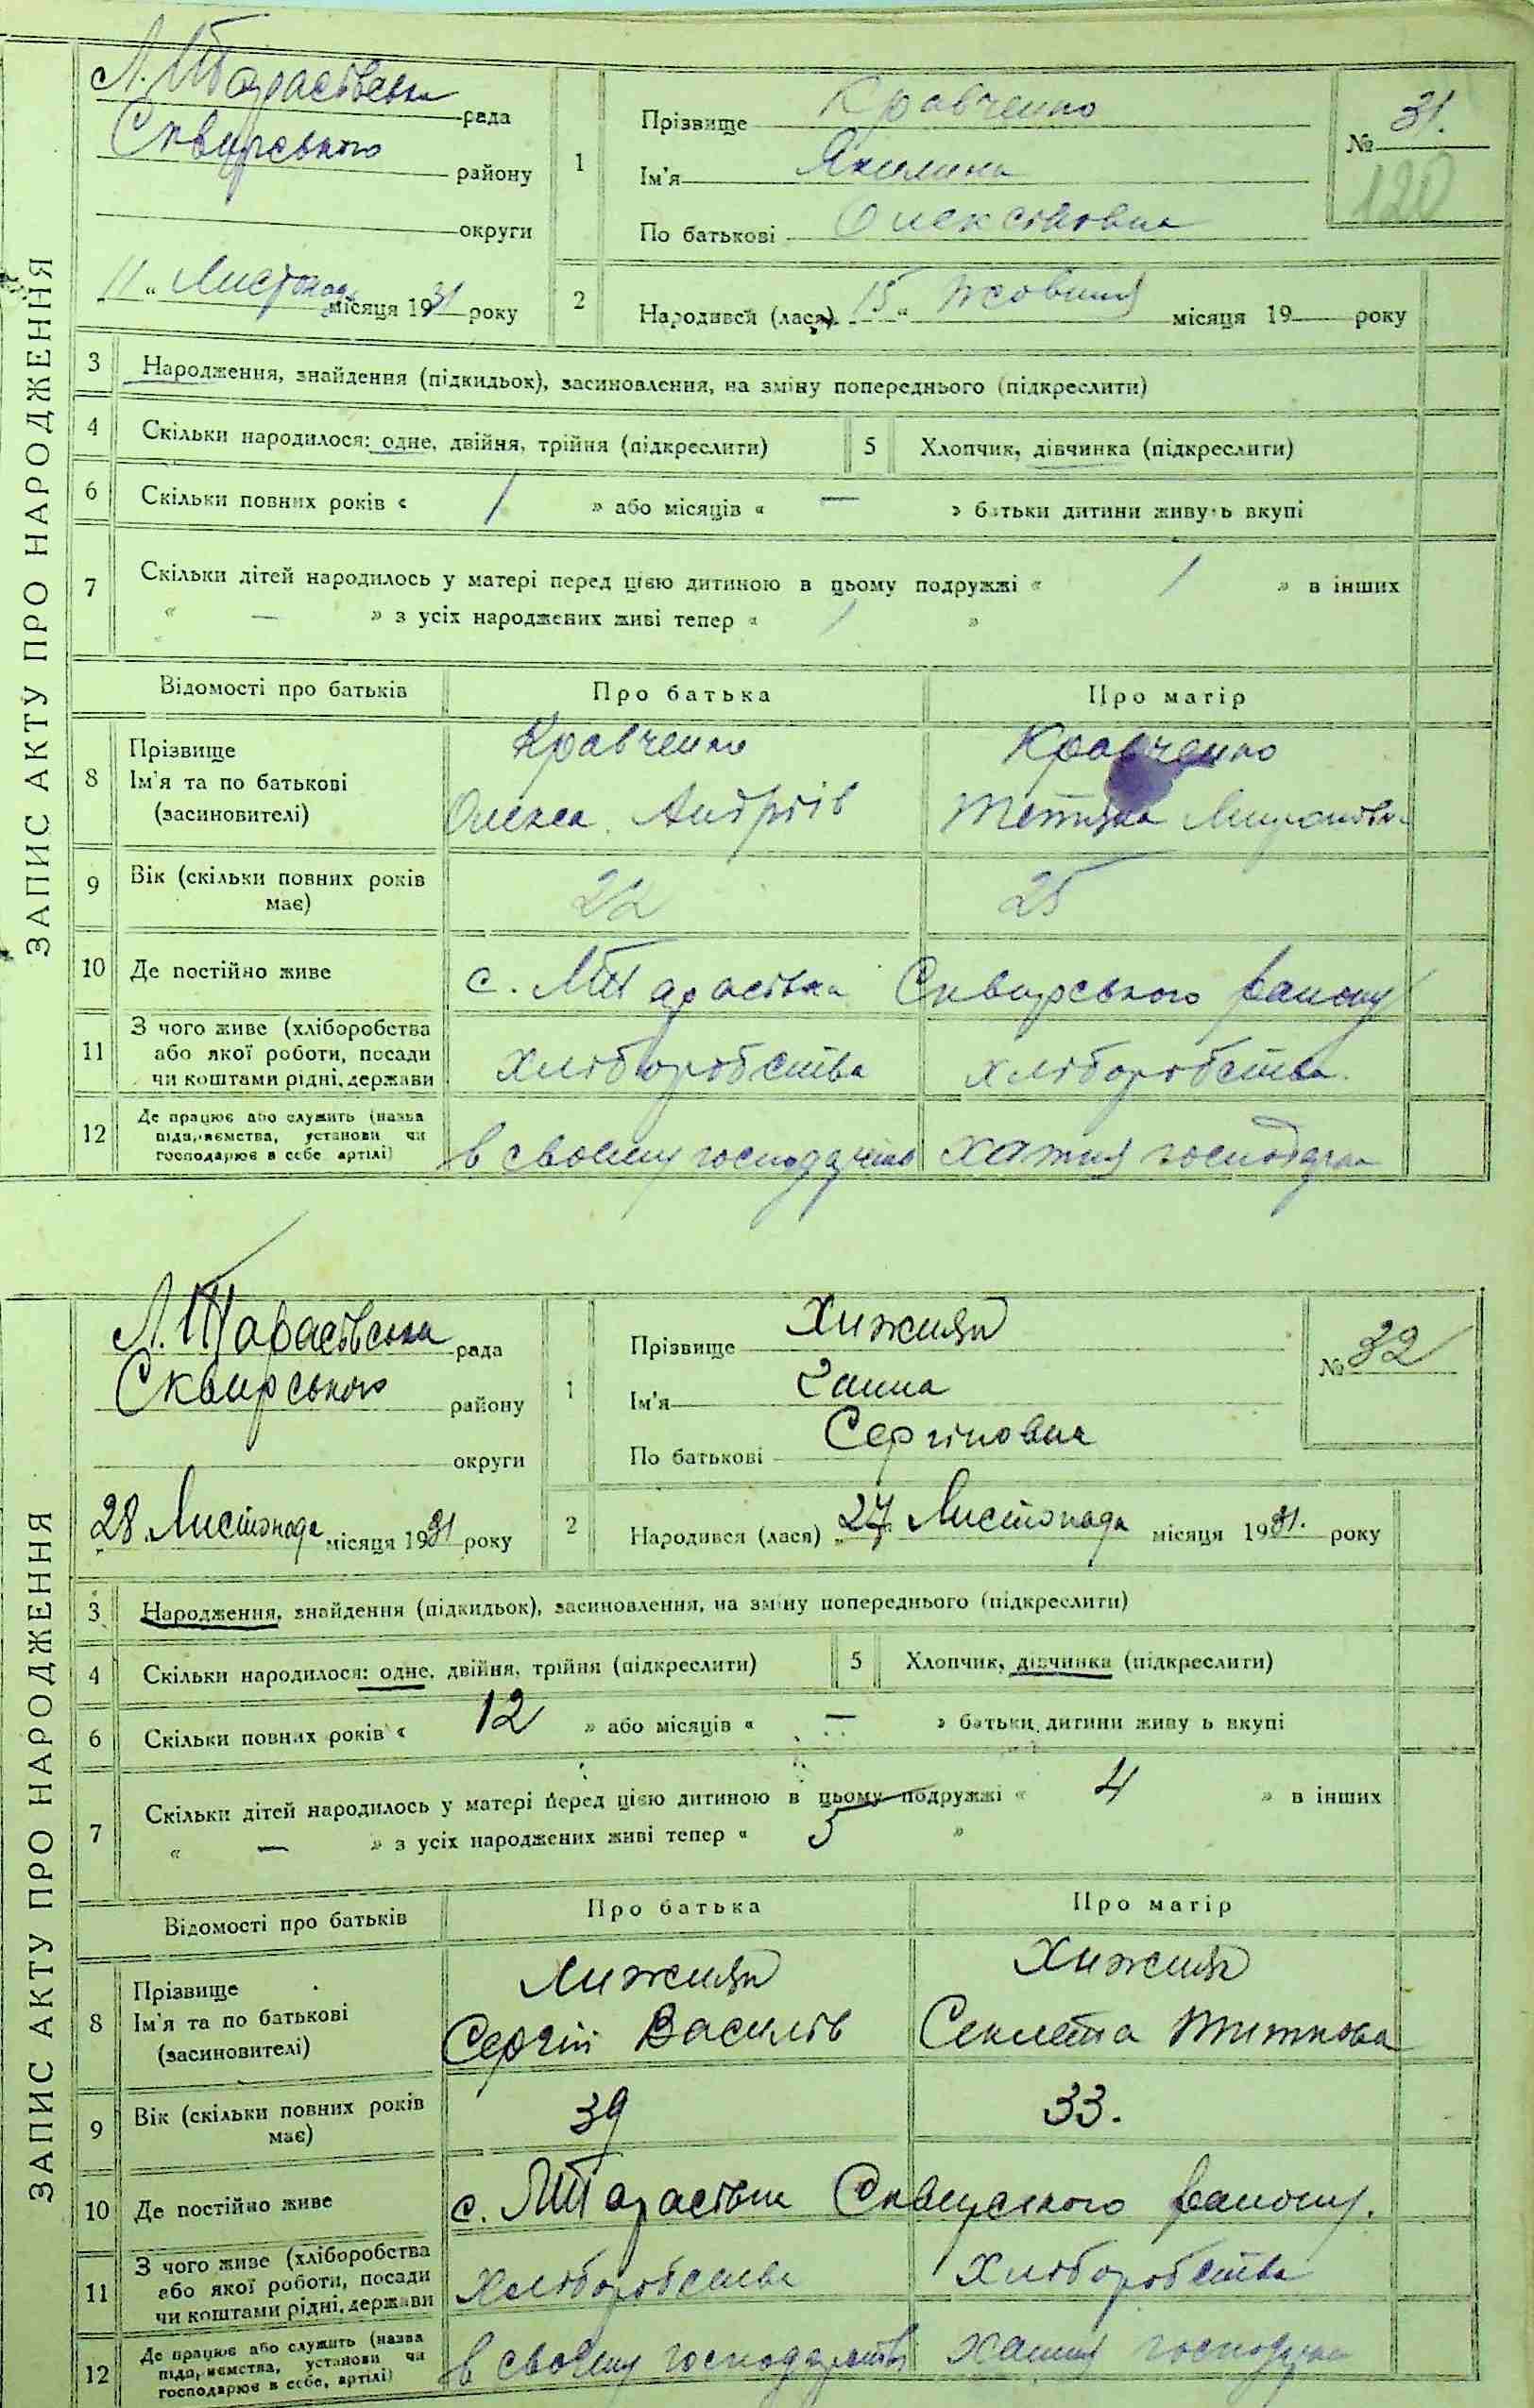 ЗАПИС АКТУ ПРО НАРОДЖЕННЯ
Л. Тарасівська рада
Сквирського району
округи
"11" Листопада місяця 1931 року
1
Прізвище Кравченко
Ім'я Якилина
По батькові Олексіївна
№ 31.
120
2
Народився (лася) "15" жовтня місяця 19 року
3 Народження, знайдення (підкидьок), засиновлення, на зміну попереднього (підкреслити)
4 Скільки народилося: одне, двійня, трійня (підкреслити) 5 Хлопчик, дівчинка (підкреслити)
6 Скільки повних років « 1 » або місяців « — » батьки дитини живуть вкупі
7 Скільки дітей народилось у матері перед цією дитиною в цьому подружжі « 1 » в інших
« — » з усіх народжених живі тепер « 1 »
Відомості про батьків Про батька Про матір
8 Прізвище Кравченко Кравченко
Ім'я та по батькові Олекса Андріїв Тетяна
(засиновителі)
9 Вік (скільки повних років має) 22 25
10 Де постійно живе с. Тарасівка Сквирського району
11 З чого живе (хліборобства або якої роботи, посади чи коштами рідні, держави хліборобства хліборобства.
12 Де працює або служить (назва підприємства, установи чи господарює в себе, артілі) в своєму хатня
ЗАПИС АКТУ ПРО НАРОДЖЕННЯ
Л. Тарасівська рада
Сквирського району
округи
"28" Листопада місяця 1931 року
1
Прізвище Хижняк
Ім'я Ганна
По батькові Сергіновна
№ 32
2
Народився (лася) "27" Листопада місяця 1931. року
3 Народження, знайдення (підкидьок), засиновлення, на зміну попереднього (підкреслити)
4 Скільки народилося: одне, двійня, трійня (підкреслити) 5 Хлопчик, дівчинка (підкреслити)
6 Скільки повних років « 12 » або місяців « — » батьки дитини живу ь вкупі
7 Скільки дітей народилось у матері перед цією дитиною в цьому подружжі « 4 » в інших
« — » з усіх народжених живі тепер « 5 »
Відомості про батьків Про батька Про матір
8 Прізвище Хижняк Хижняк
Ім'я та по батькові Сергій Василів Секлета
(засиновителі)
9 Вік (скільки повних років має) 39 33.
10 Де постійно живе с. Тарасівка Сквирського району.
11 З чого живе (хліборобства або якої роботи, посади чи коштами рідні, держави хліборобства хліборобства
12 Де працює або служить (назва підприємства, установи чи господарює в себе, артілі) в своєму господарстві хатня